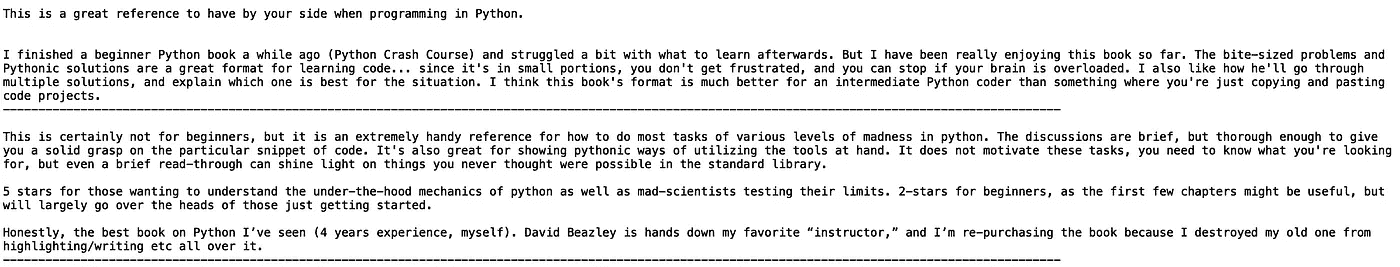 This is a great reference to have by your side when programming in Python.
I finished a beginner Python book a while ago (Python Crash Course) and struggled a bit with what to learn afterwards. But I have been really enjoying this book so far. The bite-sized problems and
Pythonic solutions are a great format for learning code... since it's in small portions, you don't get frustrated, and you can stop if your brain is overloaded. I also like how he'll go through
multiple solutions, and explain which one is best for the situation. I think this book's format is much better for an intermediate Python coder than something where you're just copying and pasting
code projects.
This is certainly not for beginners, but it is an extremely handy reference for how to do most tasks of various levels of madness in python. The discussions are brief, but thorough enough to give
you a solid grasp on the particular snippet of code. It's also great for showing pythonic ways of utilizing the tools at hand. It does not motivate these tasks, you need to know what you're looking
for, but even a brief read-through can shine light on things you never thought were possible in the standard library.
5 stars for those wanting to understand the under-the-hood mechanics of python as well as mad-scientists testing their limits. 2-stars for beginners, as the first few chapters might be useful, but
will largely go over the heads of those just getting started.
Honestly, the best book on Python I’ve seen (4 years experience, myself). David Beazley is hands down my favorite “instructor,” and I’m re-purchasing the book because I destroyed my old one from
highlighting/writing etc all over it.